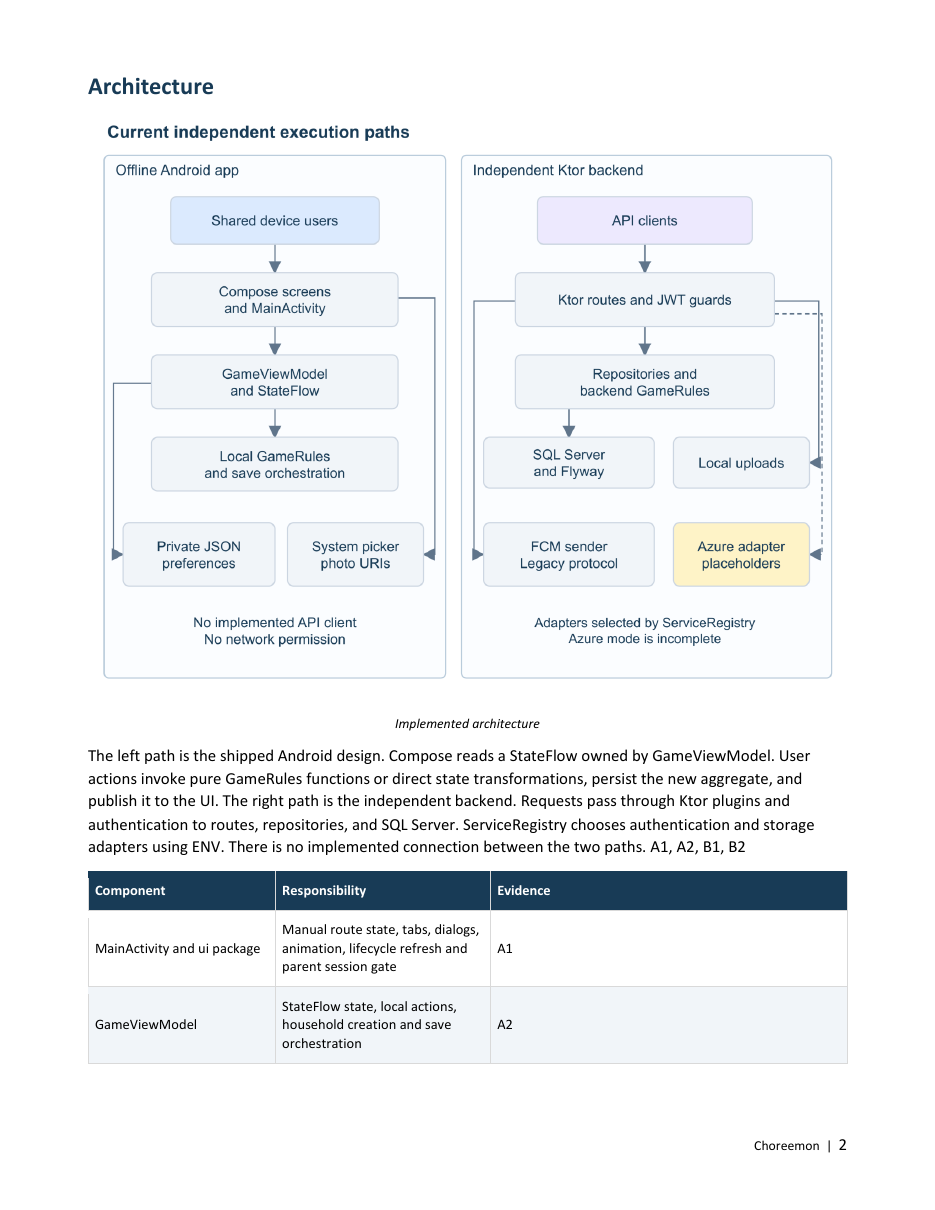 Architecture
Current independent execution paths
Offline Android app
Shared device users
Compose screens
and MainActivity
GameViewModel
and StateFlow
Local GameRules
and save orchestration
Private JSON
preferences
System picker
photo URIs
No implemented API client
No network permission
Independent Ktor backend
API clients
Ktor routes and JWT guards
Repositories and
backend GameRules
SQL Server
and Flyway
Local uploads
FCM sender
Legacy protocol
Azure adapter
placeholders
Adapters selected by ServiceRegistry
Azure mode is incomplete
Implemented architecture
The left path is the shipped Android design. Compose reads a StateFlow owned by GameViewModel. User
actions invoke pure GameRules functions or direct state transformations, persist the new aggregate, and
publish it to the UI. The right path is the independent backend. Requests pass through Ktor plugins and
authentication to routes, repositories, and SQL Server. ServiceRegistry chooses authentication and storage
adapters using ENV. There is no implemented connection between the two paths. A1, A2, B1, B2
Component
Responsibility
Evidence
MainActivity and ui package
Manual route state, tabs, dialogs,
animation, lifecycle refresh and
parent session gate
A1
GameViewModel
StateFlow state, local actions,
household creation and save
orchestration
A2
Choreemon | 2